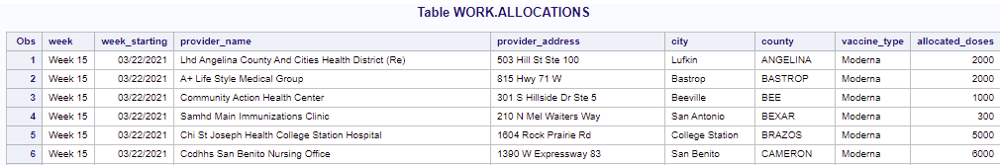 Table WORK.ALLOCATIONS
Obs week week_starting provider_name provider_address city county vaccine_type allocated_doses
1 Week 15 03/22/2021 Lhd Angelina County And Cities Health District (Re) 503 Hill St Ste 100 Lufkin ANGELINA Moderna 2000
2 Week 15 03/22/2021 A+ Life Style Medical Group 815 Hwy 71 W Bastrop BASTROP Moderna 2000
3 Week 15 03/22/2021 Community Action Health Center 301 S Hillside Dr Ste 5 Beeville BEE Moderna 1000
4 Week 15 03/22/2021 Samhd Main Immunizations Clinic 210 N Mel Waiters Way San Antonio BEXAR Moderna 300
5 Week 15 03/22/2021 Chi St Joseph Health College Station Hospital 1604 Rock Prairie Rd College Station BRAZOS Moderna 5000
6 Week 15 03/22/2021 Ccdhhs San Benito Nursing Office 1390 W Expressway 83 San Benito CAMERON Moderna 6000